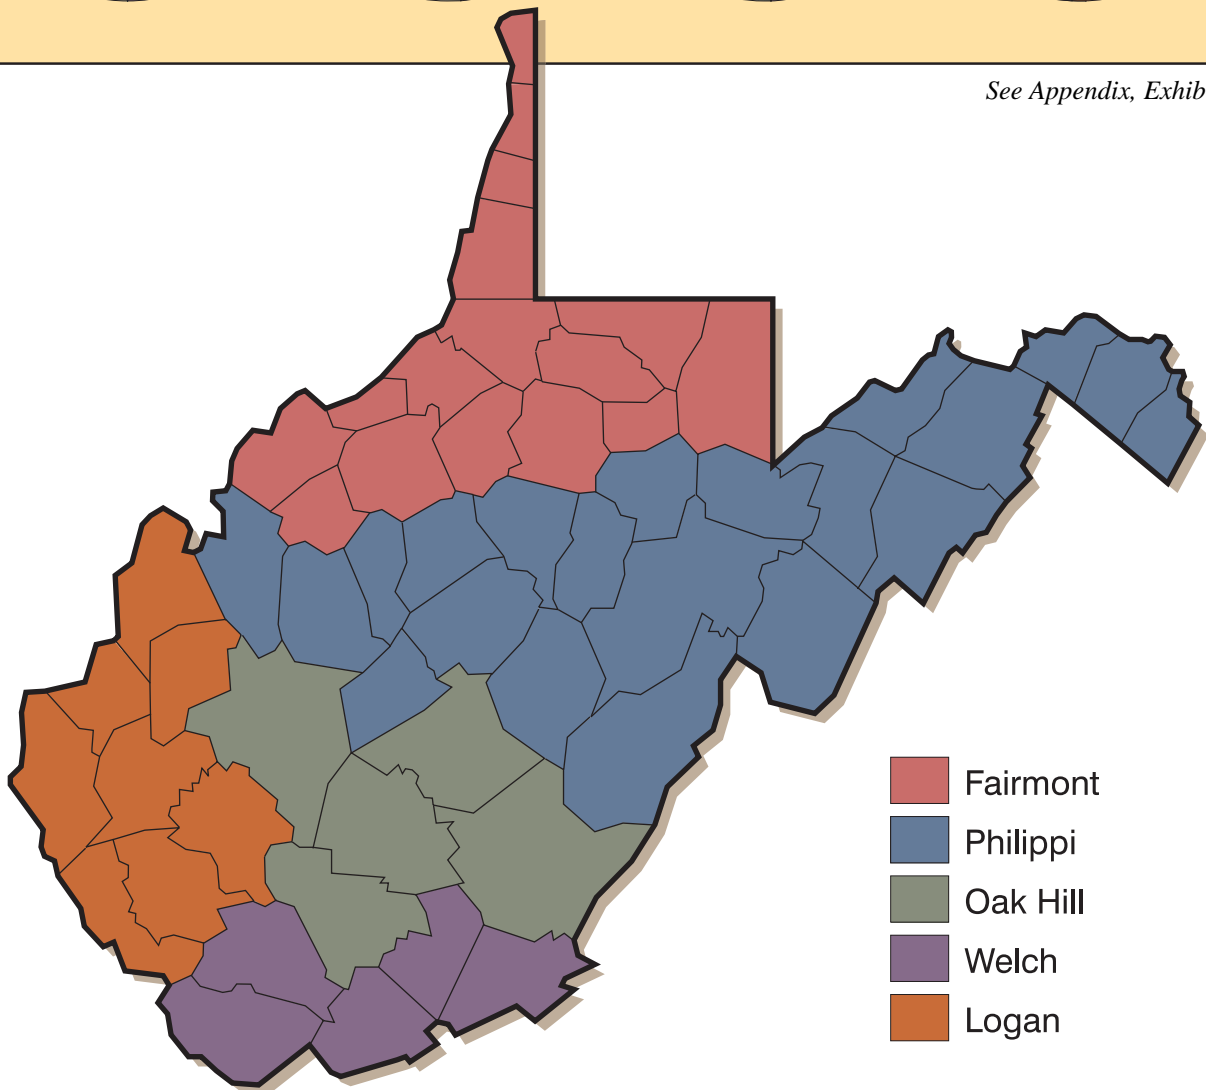 See Appendix, Exhib
Fairmont
Philippi
Oak Hill
Welch
Logan